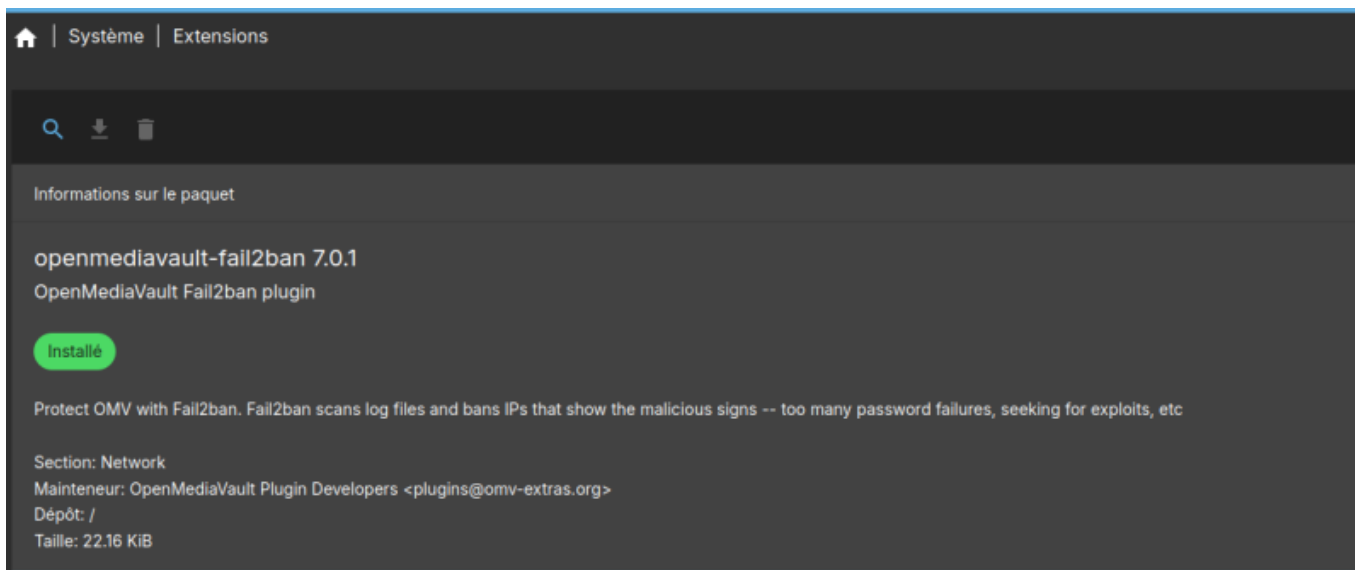 | Système | Extensions
Informations sur le paquet
openmediavault-fail2ban 7.0.1
OpenMediaVault Fail2ban plugin
Installé
Protect OMV with Fail2ban. Fail2ban scans log files and bans IPs that show the malicious signs -- too many password failures, seeking for exploits, etc
Section: Network
Mainteneur: OpenMediaVault Plugin Developers <plugins@omv-extras.org>
Dépôt: /
Taille: 22.16 KiB